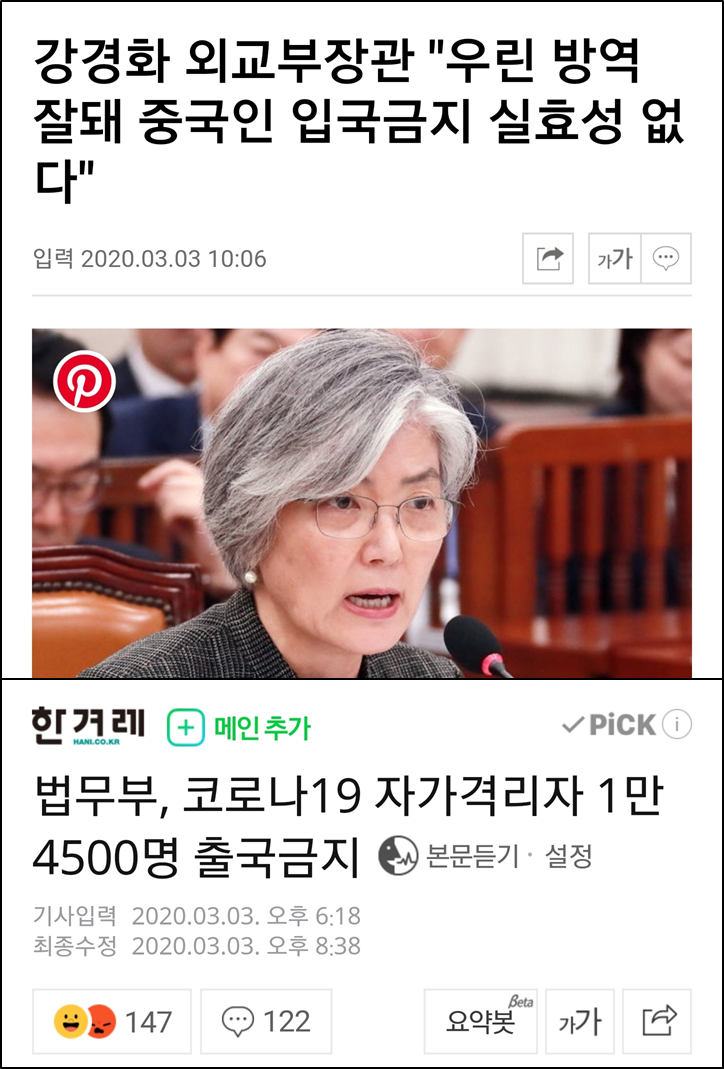 강경화 외교부장관 "우린 방역
잘돼 중국인 입국금지 실효성 없
다"
입력 2020.03.03 10:06
가가
한겨레
HANI.CO.KR
메인 추가
PiCK
법무부, 코로나19 자가격리자 1만
4500명 출국금지 본문듣기 · 설정
기사입력 2020.03.03. 오후 6:18
최종수정 2020.03.03. 오후 8:38
147 122 요약봇 Beta 가가